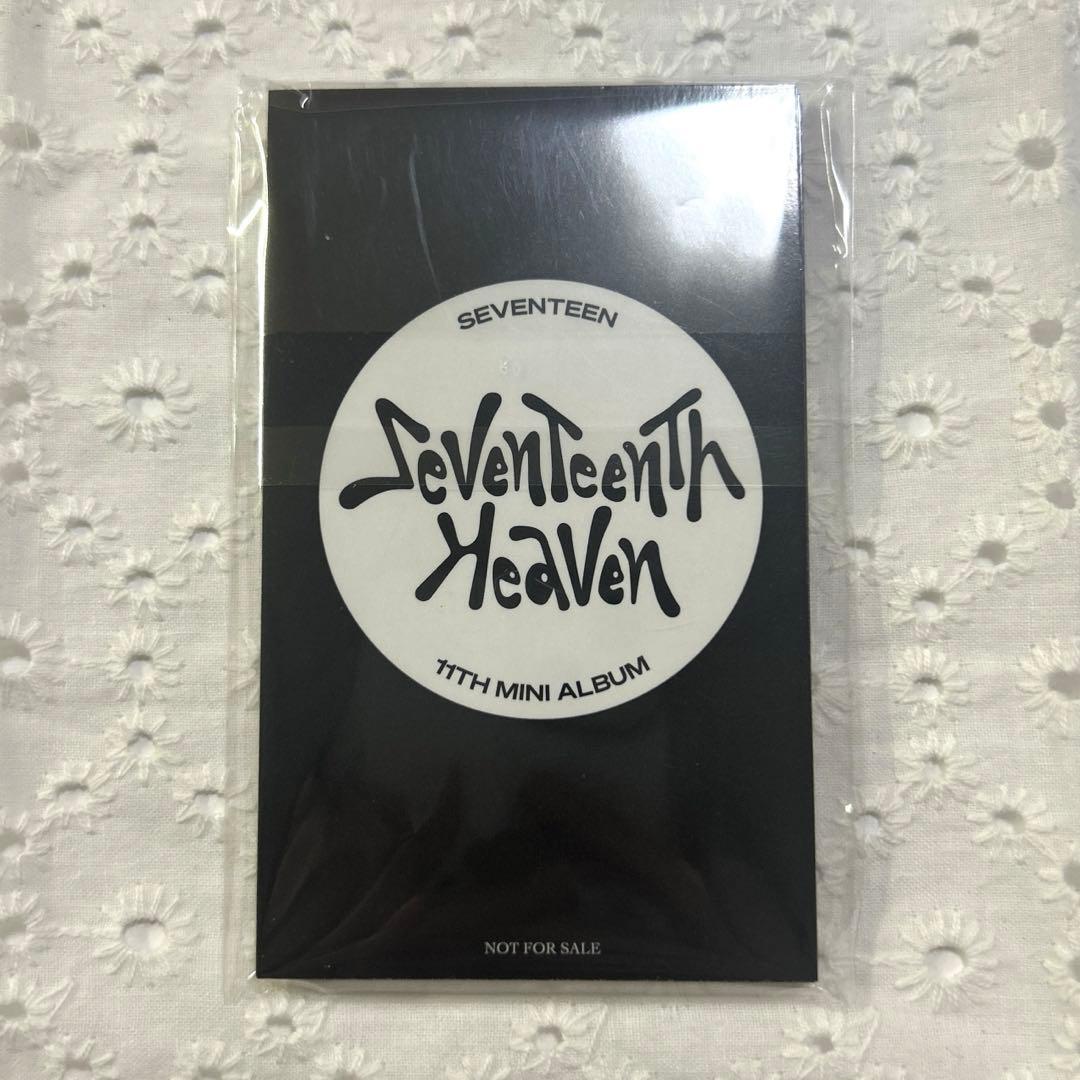 SEVENTEEN
SevenTeenTh
Heaven
11TH MINI ALBUM
NOT FOR SALE